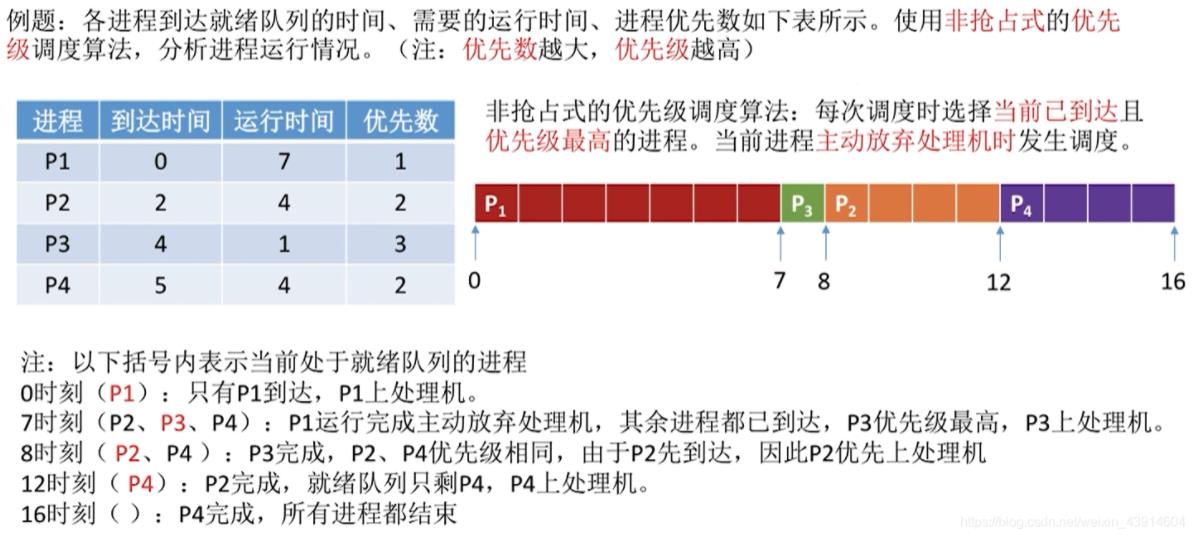 例题：各进程到达就绪队列的时间、需要的运行时间、进程优先数如下表所示。使用非抢占式的优先
级调度算法，分析进程运行情况。（注：优先数越大，优先级越高）
进程 到达时间 运行时间 优先数
P1 0 7 1
P2 2 4 2
P3 4 1 3
P4 5 4 2
非抢占式的优先级调度算法：每次调度时选择当前已到达且
优先级最高的进程。当前进程主动放弃处理机时发生调度。
P1 P3 P2 P4
0 7 8 12 16
注：以下括号内表示当前处于就绪队列的进程
0时刻（P1）：只有P1到达，P1上处理机。
7时刻（P2、P3、P4）：P1运行完成主动放弃处理机，其余进程都已到达，P3优先级最高，P3上处理机。
8时刻（ P2、P4 ）：P3完成，P2、P4优先级相同，由于P2先到达，因此P2优先上处理机
12时刻（ P4）：P2完成，就绪队列只剩P4，P4上处理机。
16时刻（ ）：P4完成，所有进程都结束
https://blog.csdn.net/weixin_43914604